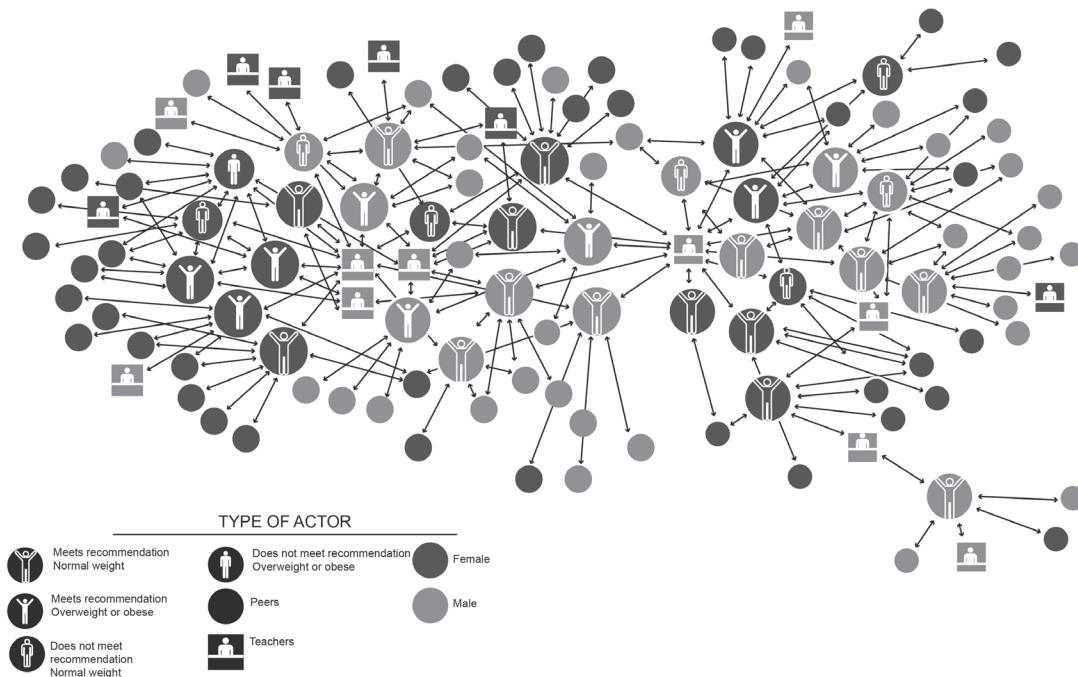 TYPE OF ACTOR
Meets recommendation
Normal weight
Meets recommendation
Overweight or obese
Does not meet
recommendation
Normal weight
Does not meet recommendation
Overweight or obese
Peers
Teachers
Female
Male